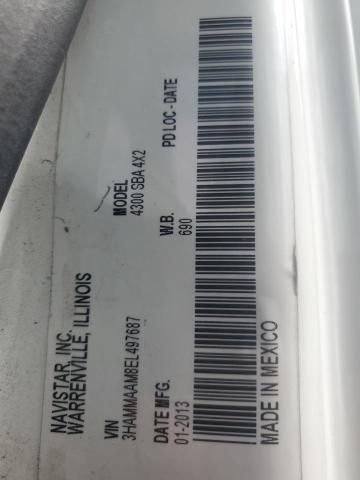 NAVISTAR, INC.
WARRENVILLE, ILLINOIS
VIN
3HAMMAAM8EL497687
MODEL
4300 SBA 4X2
DATE MFG.
01-2013
W.B.
690
PD LOC - DATE
MADE IN MEXICO